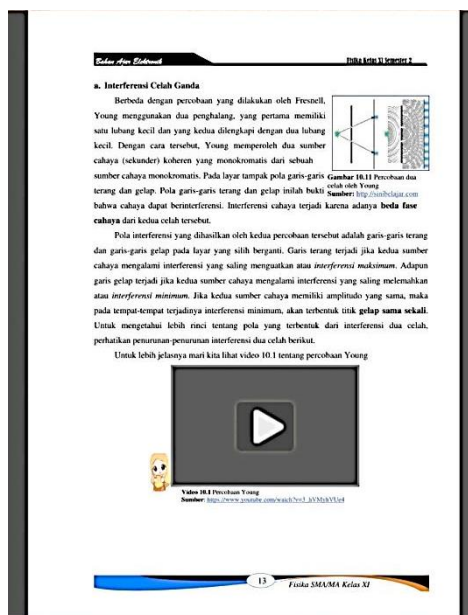 Bahan Ajar Elektronik
Fisika Kelas XI Semester 2
a. Interferensi Celah Ganda
Berbeda dengan percobaan yang dilakukan oleh Fresnell,
Young menggunakan dua penghalang, yang pertama memiliki
satu lubang kecil dan yang kedua dilengkapi dengan dua lubang
kecil. Dengan cara tersebut, Young memperoleh dua sumber
cahaya (sekunder) koheren yang monokromatis dari sebuah
sumber cahaya monokromatis. Pada layar tampak pola garis-garis
terang dan gelap. Pola garis-garis terang dan gelap inilah bukti
Gambar 10.11 Percobaan dua
celah oleh Young
Sumber: http://sinibelajar.com
bahwa cahaya dapat berinterferensi. Interferensi cahaya terjadi karena adanya beda fase
cahaya dari kedua celah tersebut.
Pola interferensi yang dihasilkan oleh kedua percobaan tersebut adalah garis-garis terang
dan garis-garis gelap pada layar yang silih berganti. Garis terang terjadi jika kedua sumber
cahaya mengalami interferensi yang saling menguatkan atau interferensi maksimum. Adapun
garis gelap terjadi jika kedua sumber cahaya mengalami interferensi yang saling melemahkan
atau interferensi minimum. Jika kedua sumber cahaya memiliki amplitudo yang sama, maka
pada tempat-tempat terjadinya interferensi minimum, akan terbentuk titik gelap sama sekali.
Untuk mengetahui lebih rinci tentang pola yang terbentuk dari interferensi dua celah,
perhatikan penurunan-penurunan interferensi dua celah berikut.
Untuk lebih jelasnya mari kita lihat video 10.1 tentang percobaan Young
Video 10.1 Percobaan Young
Sumber: https://www.youtube.com/watch?v=
13
Fisika SMA/MA Kelas XI